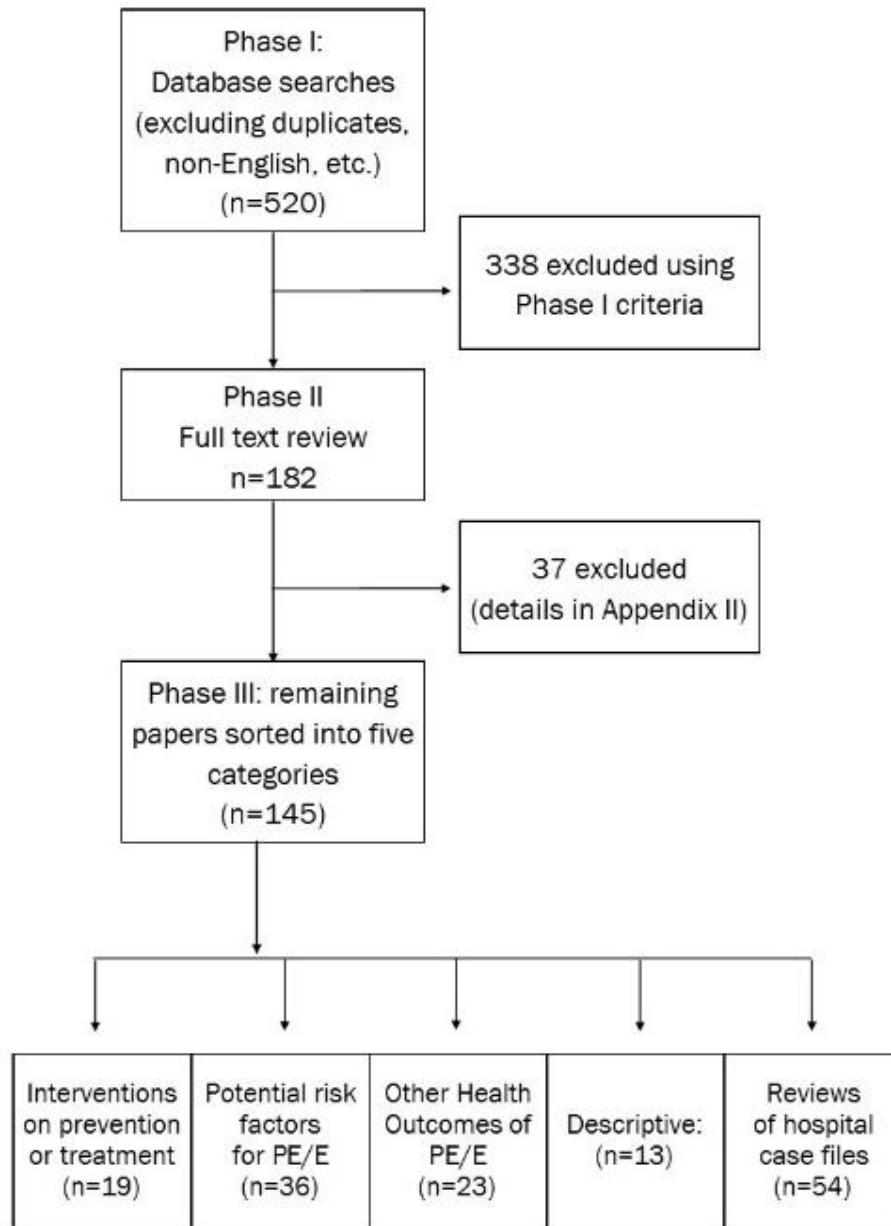 Phase I:
Database searches
(excluding duplicates,
non-English, etc.)
(n=520)
338 excluded using
Phase I criteria
Phase II
Full text review
n=182
37 excluded
(details in Appendix II)
Phase III: remaining
papers sorted into five
categories
(n=145)
Interventions
on prevention
or treatment
(n=19)
Potential risk
factors
for PE/E
(n=36)
Other Health
Outcomes of
PE/E
(n=23)
Descriptive:
(n=13)
Reviews
of hospital
case files
(n=54)